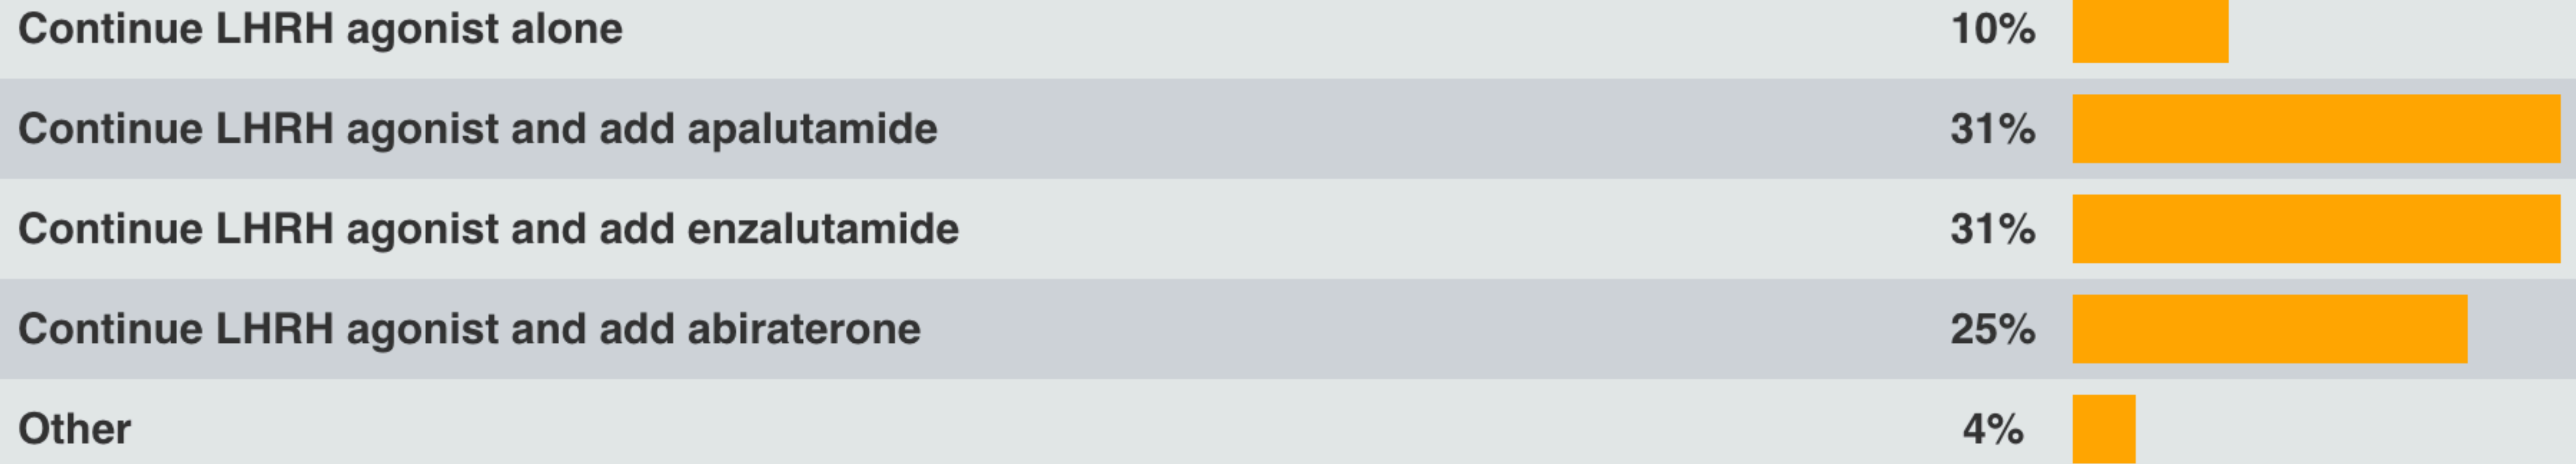 Continue LHRH agonist alone 10%
Continue LHRH agonist and add apalutamide 31%
Continue LHRH agonist and add enzalutamide 31%
Continue LHRH agonist and add abiraterone 25%
Other 4%